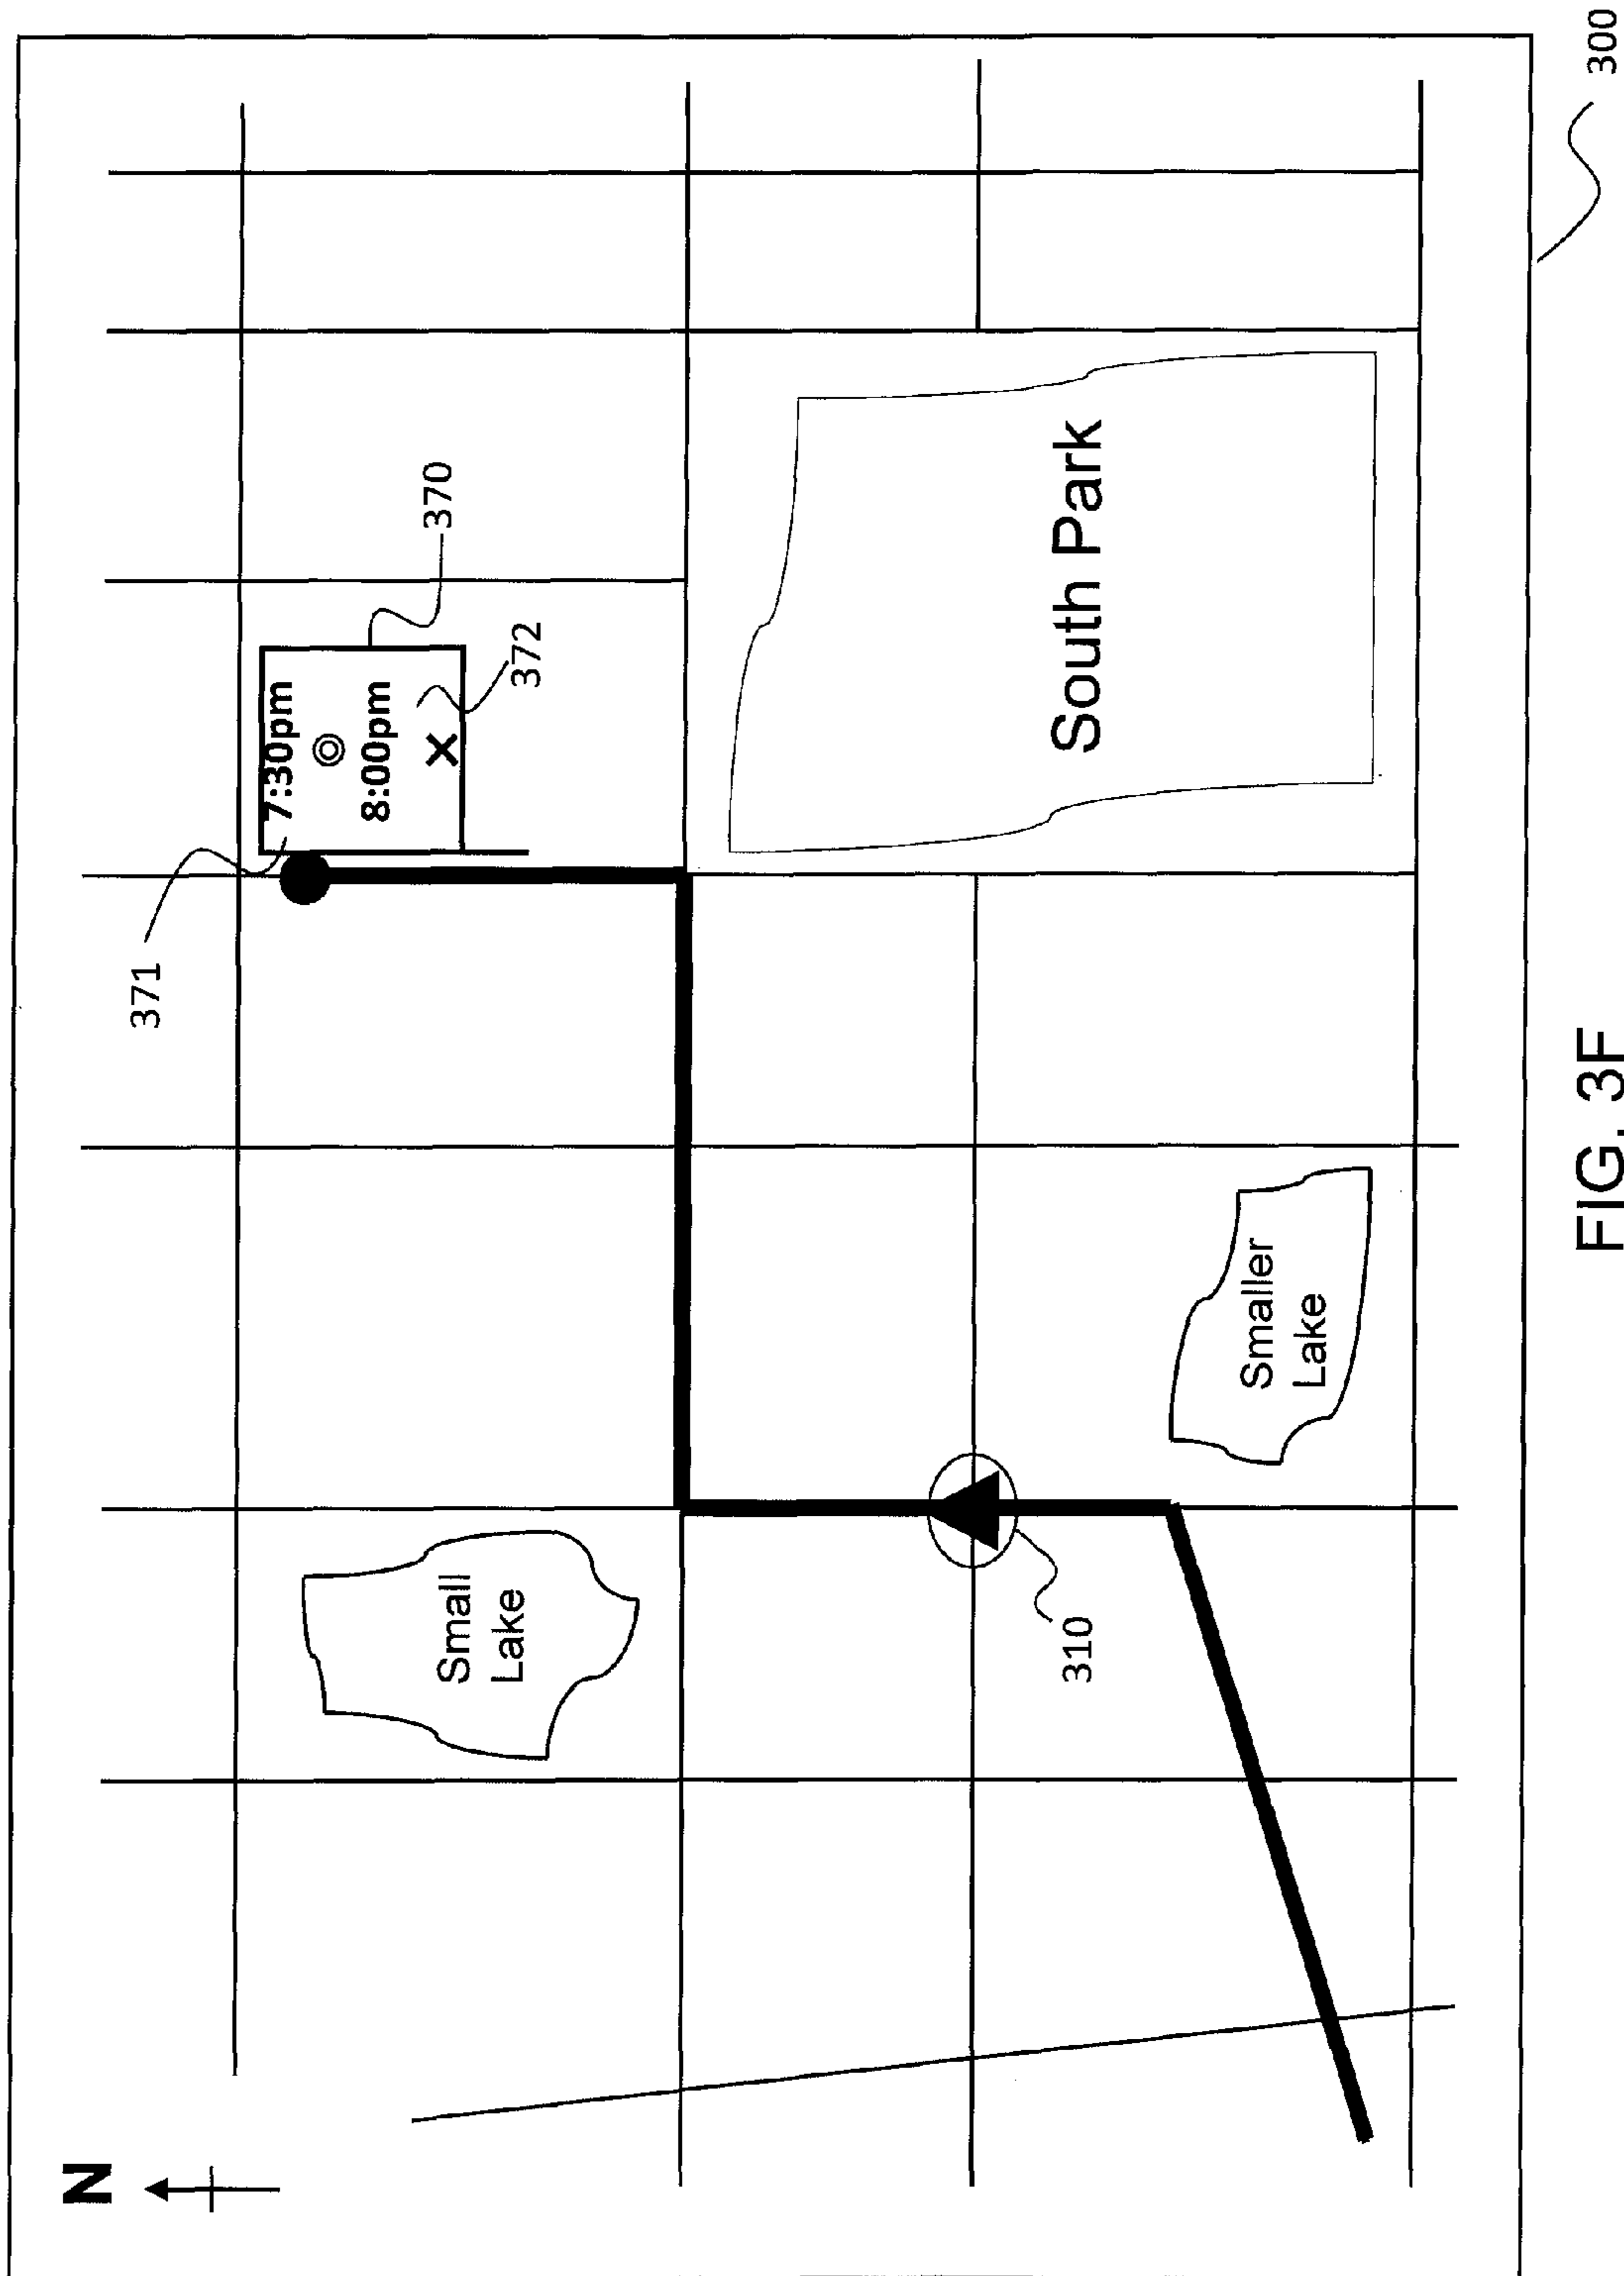 N
371
7:30pm
◎
8:00pm
X
370
372
Small
Lake
310
South Park
Smaller
Lake
300
FIG. 3F